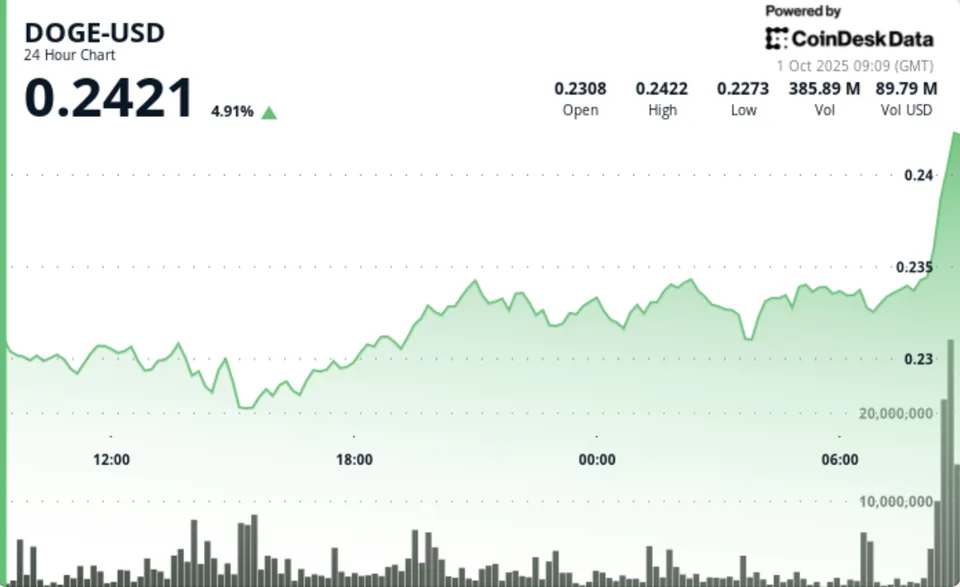 DOGE-USD
24 Hour Chart
0.2421 4.91%
Powered by
CoinDesk Data
1 Oct 2025 09:09 (GMT)
0.2308 0.2422 0.2273 385.89 M 89.79 M
Open High Low Vol Vol USD
0.24
0.235
0.23
20,000,000
12:00 18:00 00:00 06:00
10,000,000